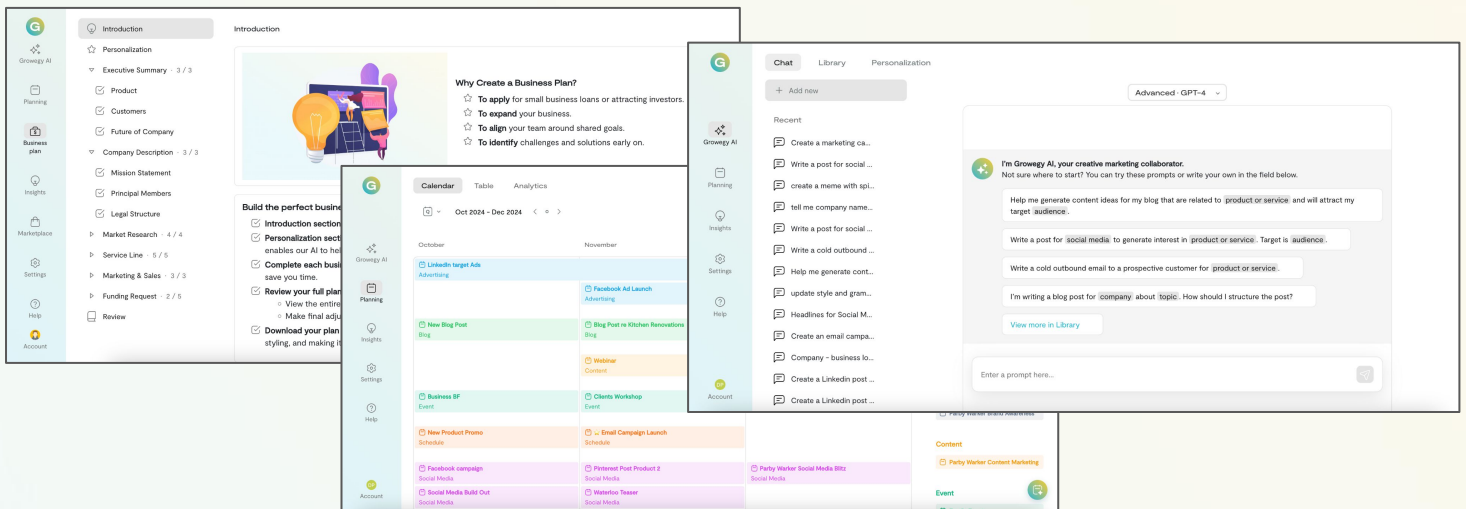 G
Growegy AI
Planning
Business
plan
Insights
Marketplace
Settings
Help
Account
Introduction
Personalization
Executive Summary · 3 / 3
Product
Customers
Future of Company
Company Description · 3 / 3
Mission Statement
Principal Members
Legal Structure
Market Research · 4 / 4
Service Line · 5 / 5
Marketing & Sales · 3 / 3
Funding Request · 2 / 5
Review
Introduction
Why Create a Business Plan?
To apply for small business loans or attracting investors.
To expand your business.
To align your team around shared goals.
To identify challenges and solutions early on.
Build the perfect busine
Introduction section
Personalization secti
enables our AI to hel
Complete each busi
save you time.
Review your full plan
View the entire
Make final adju
Download your plan
styling, and making it
G
Growegy AI
Planning
Insights
Settings
Help
Account
Calendar Table Analytics
Oct 2024 - Dec 2024
October November
LinkedIn target Ads
Advertising
Facebook Ad Launch
Advertising
New Blog Post
Blog
Blog Post re Kitchen Renovations
Blog
Webinar
Content
Business BF
Event
Clients Workshop
Event
New Product Promo
Schedule
Email Campaign Launch
Schedule
Facebook campaign
Social Media
Pinterest Post Product 2
Social Media
Parby Warker Social Media Blitz
Social Media
Social Media Build Out
Social Media
Waterloo Teaser
Social Media
Parby Warker Brand Awareness
Content
Parby Warker Content Marketing
Event
G
Growegy AI
Planning
Insights
Settings
Help
Account
Chat Library Personalization
Add new
Recent
Create a marketing ca...
Write a post for social ...
create a meme with spi...
tell me company name...
Write a post for social ...
Write a cold outbound ...
Help me generate cont...
update style and gram...
Headlines for Social M...
Create an email campa...
Company - business lo...
Create a Linkedin post ...
Create a Linkedin post ...
Advanced · GPT-4
I'm Growegy AI, your creative marketing collaborator.
Not sure where to start? You can try these prompts or write your own in the field below.
Help me generate content ideas for my blog that are related to product or service and will attract my
target audience.
Write a post for social media to generate interest in product or service. Target is audience.
Write a cold outbound email to a prospective customer for product or service.
I'm writing a blog post for company about topic. How should I structure the post?
View more in Library
Enter a prompt here...